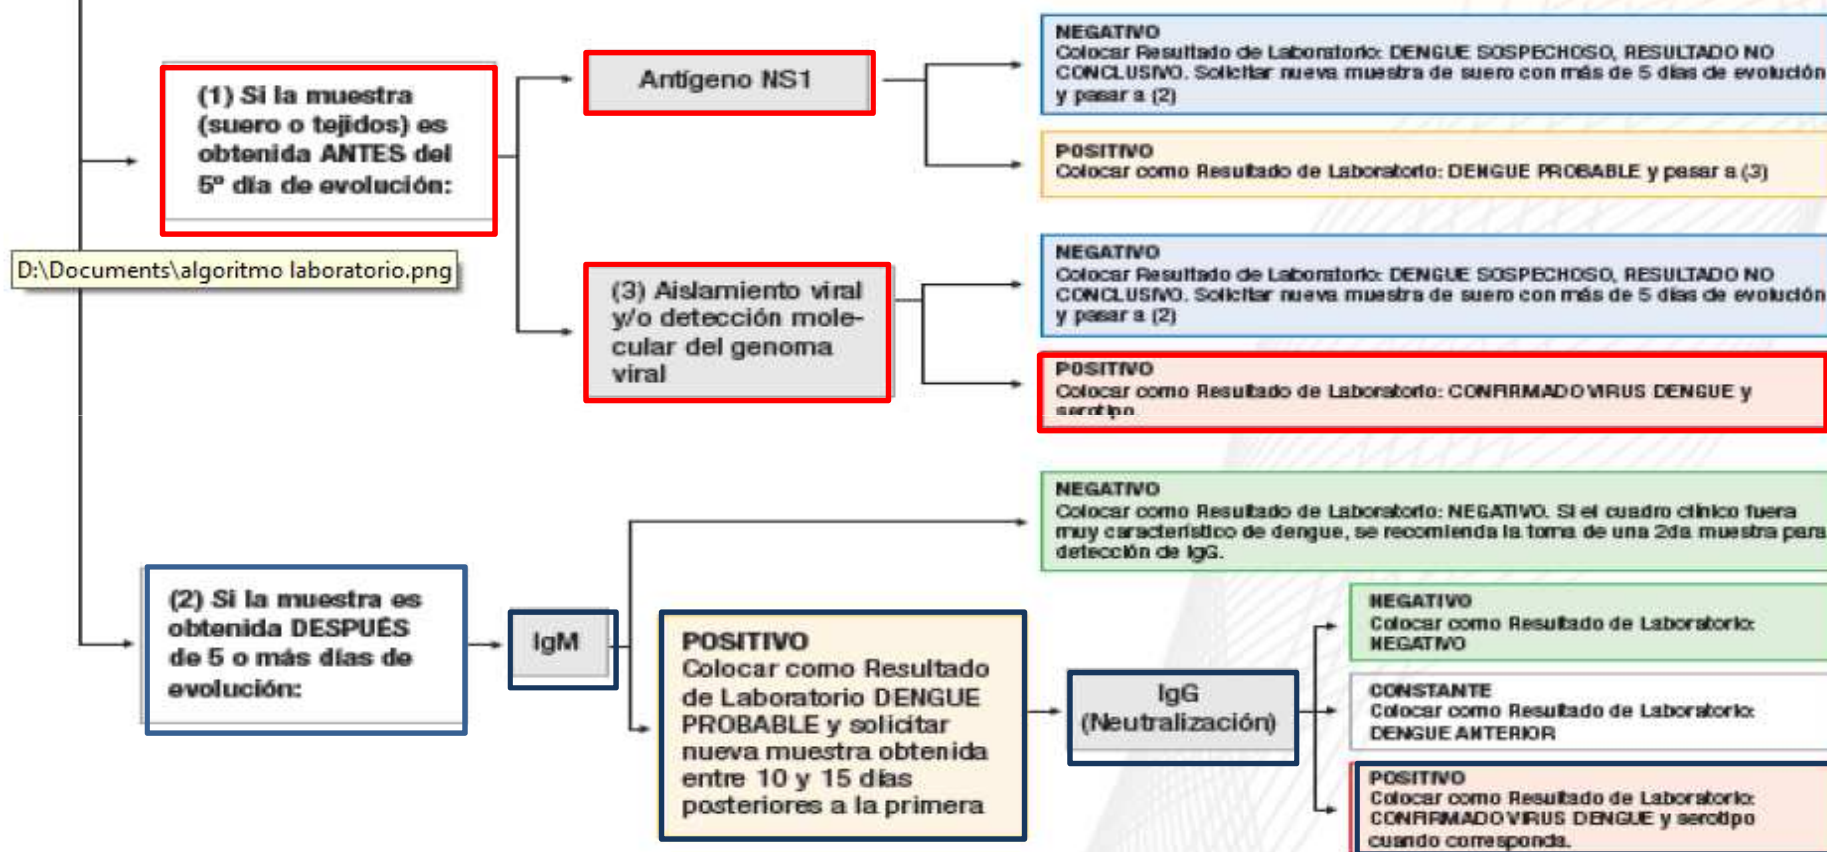 (1) Si la muestra
(suero o tejidos) es
obtenida ANTES del
5º día de evolución:
Antígeno NS1
NEGATIVO
Colocar Resultado de Laboratorio: DENGUE SOSPECHOSO, RESULTADO NO
CONCLUSIVO. Solicitar nueva muestra de suero con más de 5 días de evolución
y pasar a (2)
POSITIVO
Colocar como Resultado de Laboratorio: DENGUE PROBABLE y pasar a (3)
D:\Documents\algoritmo laboratorio.png
(3) Aislamiento viral
y/o detección mole-
cular del genoma
viral
NEGATIVO
Colocar Resultado de Laboratorio: DENGUE SOSPECHOSO, RESULTADO NO
CONCLUSIVO. Solicitar nueva muestra de suero con más de 5 días de evolución
y pasar a (2)
POSITIVO
Colocar como Resultado de Laboratorio: CONFIRMADO VIRUS DENGUE y
serotipo
(2) Si la muestra es
obtenida DESPUÉS
de 5 o más días de
evolución:
IgM
NEGATIVO
Colocar como Resultado de Laboratorio: NEGATIVO. Si el cuadro clínico fuera
muy característico de dengue, se recomienda la toma de una 2da muestra para
detección de IgG.
POSITIVO
Colocar como Resultado
de Laboratorio DENGUE
PROBABLE y solicitar
nueva muestra obtenida
entre 10 y 15 días
posteriores a la primera
IgG
(Neutralización)
NEGATIVO
Colocar como Resultado de Laboratorio:
NEGATIVO
CONSTANTE
Colocar como Resultado de Laboratorio:
DENGUE ANTERIOR
POSITIVO
Colocar como Resultado de Laboratorio:
CONFIRMADO VIRUS DENGUE y serotipo
cuando corresponda.